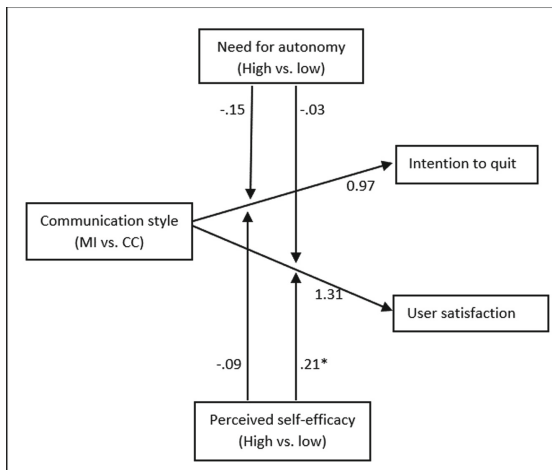 Need for autonomy
(High vs. low)
-.15
-.03
Intention to quit
0.97
Communication style
(MI vs. CC)
1.31
User satisfaction
-.09
.21*
Perceived self-efficacy
(High vs. low)